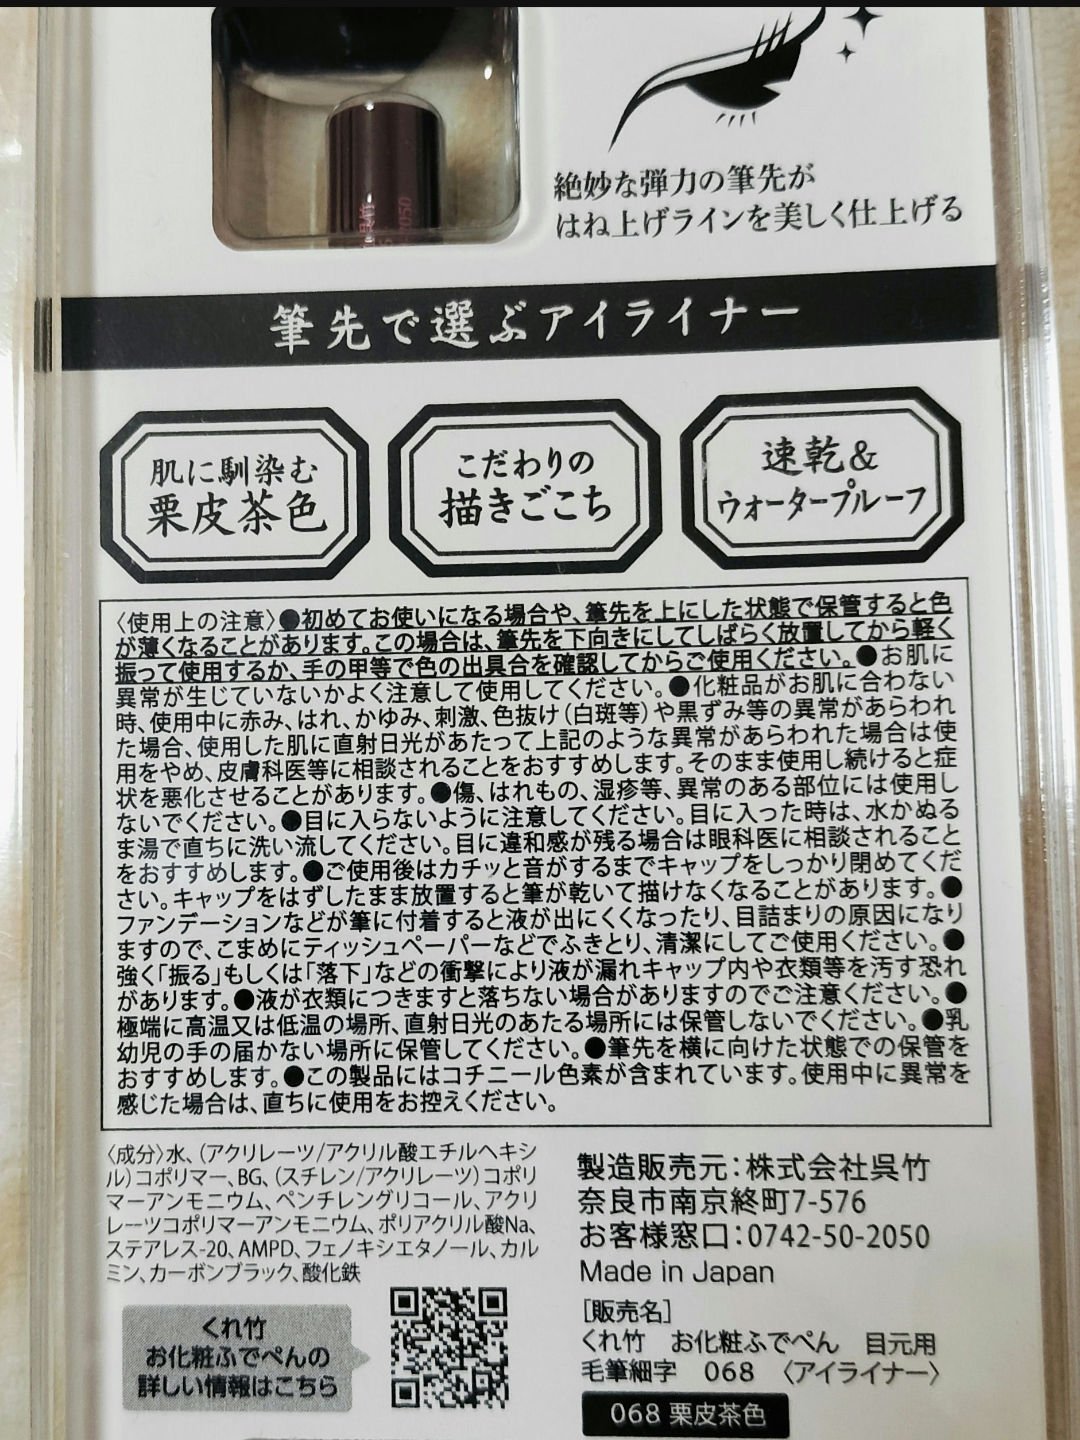 絶妙な弾力の筆先が
はね上げラインを美しく仕上げる
筆先で選ぶアイライナー
肌に馴染む
栗皮茶色
こだわりの
描きごこち
速乾&
ウォータープルーフ
〈使用上の注意〉●初めてお使いになる場合や、筆先を上にした状態で保管すると色
が薄くなることがあります。この場合は、筆先を下向きにしてしばらく放置してから軽く
振って使用するか、手の甲等で色の出具合を確認してからご使用ください。●お肌に
異常が生じていないかよく注意して使用してください。●化粧品がお肌に合わない
時、使用中に赤み、はれ、かゆみ、刺激、色抜け(白斑等)や黒ずみ等の異常があらわれ
た場合、使用した肌に直射日光があたって上記のような異常があらわれた場合は使
用をやめ、皮膚科医等に相談されることをおすすめします。そのまま使用し続けると症
状を悪化させることがあります。●傷、はれもの、湿疹等、異常のある部位には使用し
ないでください。●目に入らないように注意してください。目に入った時は、水かぬる
ま湯で直ちに洗い流してください。目に違和感が残る場合は眼科医に相談されること
をおすすめします。●ご使用後はカチッと音がするまでキャップをしっかり閉めてくだ
さい。キャップをはずしたまま放置すると筆が乾いて描けなくなることがあります。●
ファンデーションなどが筆に付着すると液が出にくくなったり、目詰まりの原因になり
ますので、こまめにティッシュペーパーなどでふきとり、清潔にしてご使用ください。●
強く「振る」もしくは「落下」などの衝撃により液が漏れキャップ内や衣類等を汚す恐れ
があります。●液が衣類につきますと落ちない場合がありますのでご注意ください。●
極端に高温又は低温の場所、直射日光のあたる場所には保管しないでください。●乳
幼児の手の届かない場所に保管してください。●筆先を横に向けた状態での保管を
おすすめします。●この製品にはコチニール色素が含まれています。使用中に異常を
感じた場合は、直ちに使用をお控えください。
〈成分〉水、(アクリレーツ/アクリル酸エチルヘキシ
ル)コポリマー、BG、(スチレン/アクリレーツ)コポリ
マーアンモニウム、ペンチレングリコール、アクリ
レーツコポリマーアンモニウム、ポリアクリル酸Na、
ステアレス-20、AMPD、フェノキシエタノール、カル
ミン、カーボンブラック、酸化鉄
くれ竹
お化粧ふでぺんの
詳しい情報はこちら
製造販売元:株式会社呉竹
奈良市南京終町7-576
お客様窓口:0742-50-2050
Made in Japan
[販売名]
くれ竹 お化粧ふでぺん 目元用
毛筆細字 068 〈アイライナー〉
068 栗皮茶色